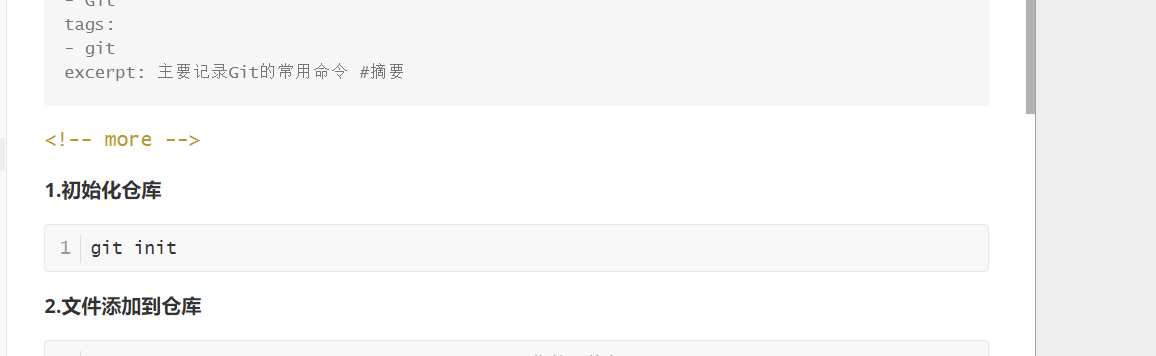 - Git
tags:
- git
excerpt: 主要记录Git的常用命令 #摘要
<!-- more -->
1.初始化仓库
1 git init
2.文件添加到仓库